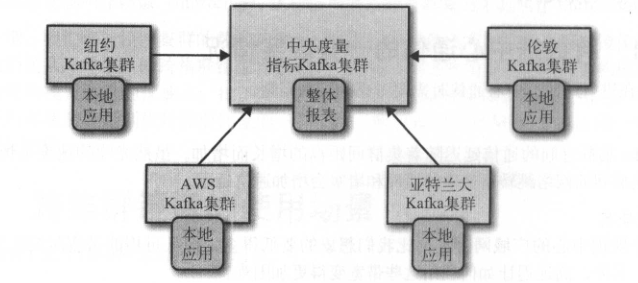 纽约
Kafka集群
本地
应用
中央度量
指标Kafka集群
整体
报表
伦敦
Kafka集群
本地
应用
AWS
Kafka集群
本地
应用
亚特兰大
Kafka集群
本地
应用